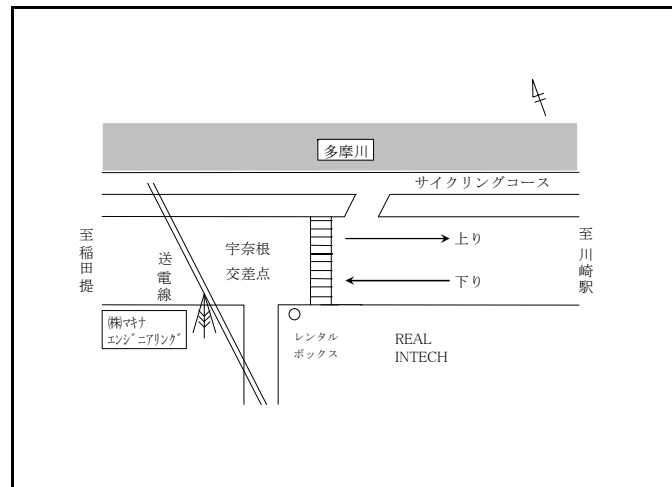 多摩川
サイクリングコース
至稲田提
送電線
宇奈根
交差点
上り
下り
至川崎駅
㈱マキナ
エンジニアリング
レンタル
ボックス
REAL
INTECH